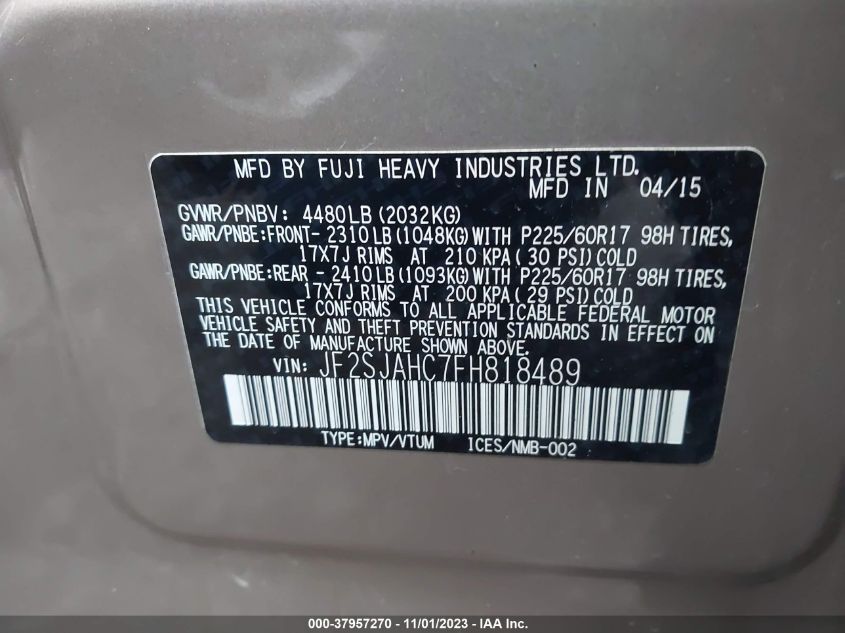 MFD BY FUJI HEAVY INDUSTRIES LTD.
MFD IN 04/15
GVWR/PNBV: 4480LB (2032KG)
GAWR/PNBE:FRONT- 2310LB (1048KG) WITH P225/60R17 98H TIRES,
17X7J RIMS AT 210 KPA ( 30 PSI) COLD
GAWR/PNBE:REAR - 2410LB (1093KG) WITH P225/60R17 98H TIRES,
17X7J RIMS AT 200 KPA ( 29 PSI) COLD
THIS VEHICLE CONFORMS TO ALL APPLICABLE FEDERAL MOTOR
VEHICLE SAFETY AND THEFT PREVENTION STANDARDS IN EFFECT ON
THE DATE OF MANUFACTURE SHOWN ABOVE.
VIN: JF2SJAHC7FH818489
TYPE:MPV/VTUM ICES/NMB-002
000-37957270 - 11/01/2023 - IAA Inc.